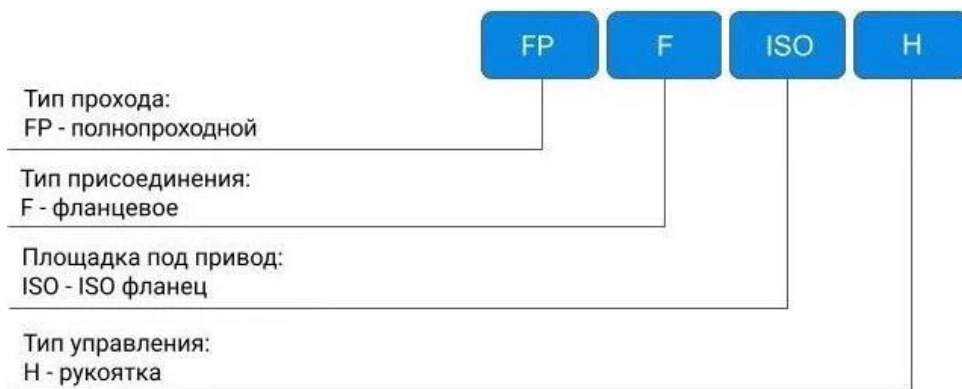 FP F ISO H
Тип прохода:
FP - полнопроходной
Тип присоединения:
F - фланцевое
Площадка под привод:
ISO - ISO фланец
Тип управления:
H - рукоятка